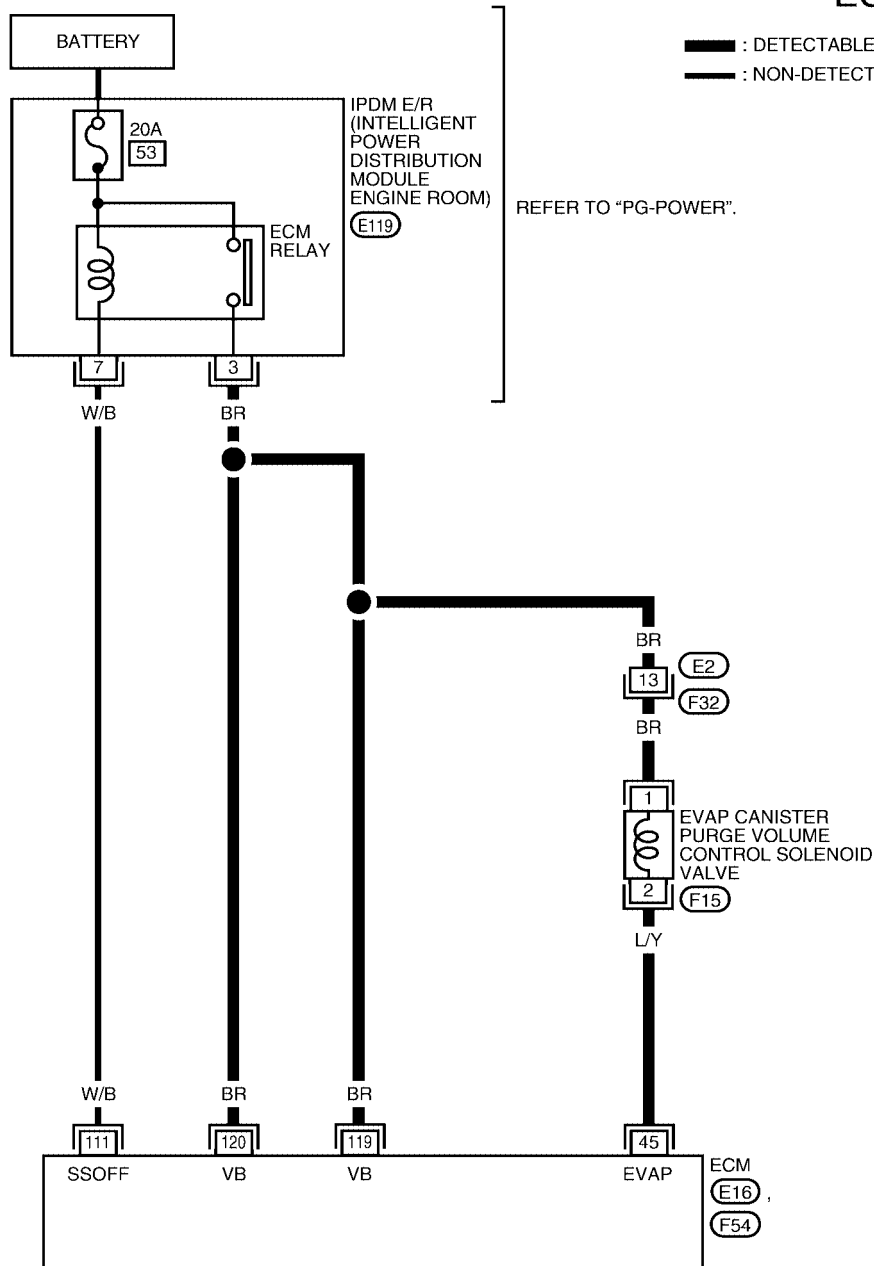 BATTERY
: DETECTABLE
: NON-DETECT
20A
53
IPDM E/R
(INTELLIGENT
POWER
DISTRIBUTION
MODULE
ENGINE ROOM)
E119
ECM
RELAY
REFER TO “PG-POWER”.
7
3
W/B
BR
BR
13
E2
F32
BR
1
EVAP CANISTER
PURGE VOLUME
CONTROL SOLENOID
VALVE
2
F15
L/Y
W/B
BR
BR
111
120
119
45
SSOFF
VB
VB
EVAP
ECM
E16 ,
F54